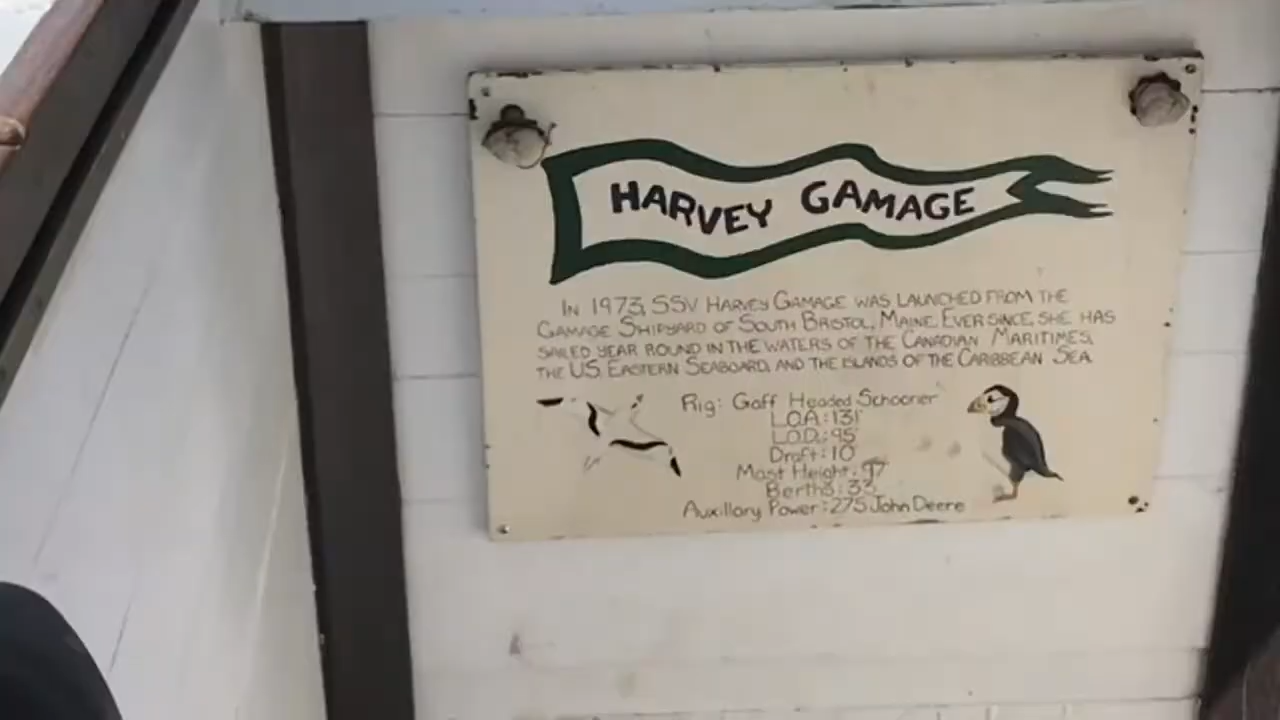 HARVEY GAMAGE
IN 1973, SSV HARVEY GAMAGE WAS LAUNCHED FROM THE
GAMAGE SHIPYARD OF SOUTH BRISTOL, MAINE. EVER SINCE, SHE HAS
SAILED YEAR ROUND IN THE WATERS OF THE CANADIAN MARITIMES,
THE U.S. EASTERN SEABOARD, AND THE ISLANDS OF THE CARIBBEAN SEA.
Rig: Gaff Headed Schooner
L.O.A.: 131'
L.O.D.: 95'
Draft: 10'
Mast Height: 97'
Berths: 33
Auxillary Power: 275 John Deere